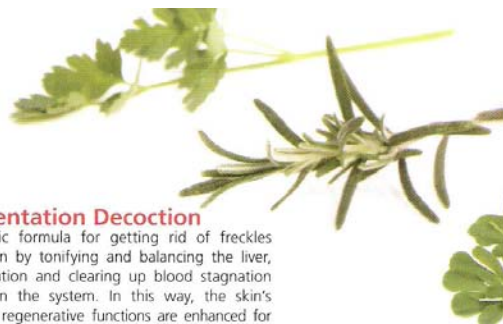 entation Decoction
ic formula for getting rid of freckles
n by tonifying and balancing the liver,
ition and clearing up blood stagnation
n the system. In this way, the skin's
regenerative functions are enhanced for